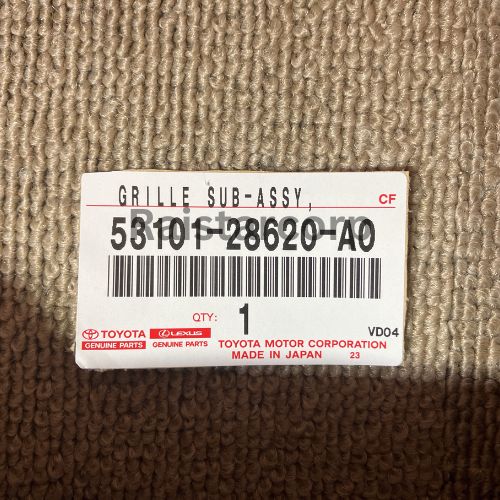 GRILLE SUB-ASSY,
CF
Raistarcorp
53101-28620-A0
QTY: 1
VD04
TOYOTA
GENUINE PARTS
LEXUS
GENUINE PARTS
TOYOTA MOTOR CORPORATION
MADE IN JAPAN 23